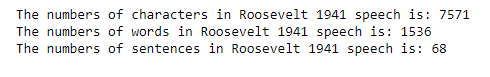 The numbers of characters in Roosevelt 1941 speech is: 7571
The numbers of words in Roosevelt 1941 speech is: 1536
The numbers of sentences in Roosevelt 1941 speech is: 68